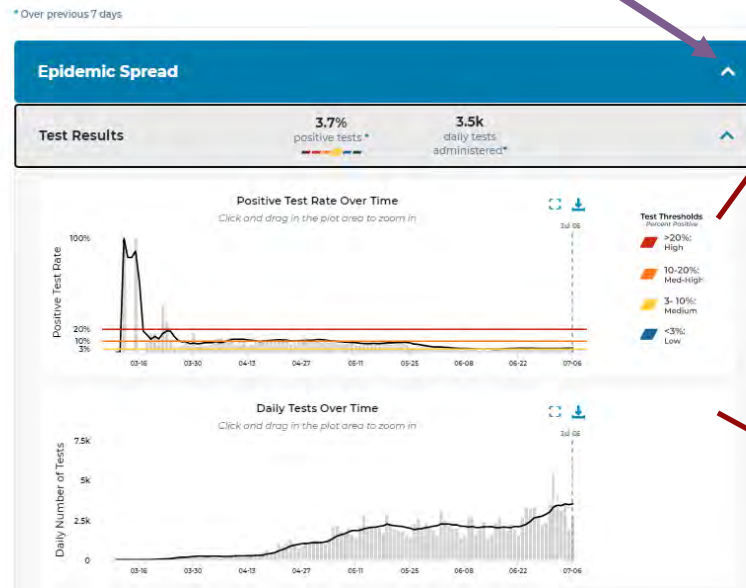 * Over previous 7 days
Epidemic Spread
Test Results
3.7%
positive tests *
3.5k
daily tests
administered*
Positive Test Rate Over Time
Click and drag in the plot area to zoom in
Jul 06
Positive Test Rate
100%
20%
10%
3%
03-16 03-30 04-13 04-27 05-11 05-25 06-08 06-22 07-06
Test Thresholds
Percent Positive
>20%:
High
10-20%:
Med-High
3- 10%:
Medium
<3%:
Low
Daily Tests Over Time
Click and drag in the plot area to zoom in
Jul 06
Daily Number of Tests
7.5k
5k
2.5k
0
03-16 03-30 04-13 04-27 05-11 05-25 06-08 06-22 07-06